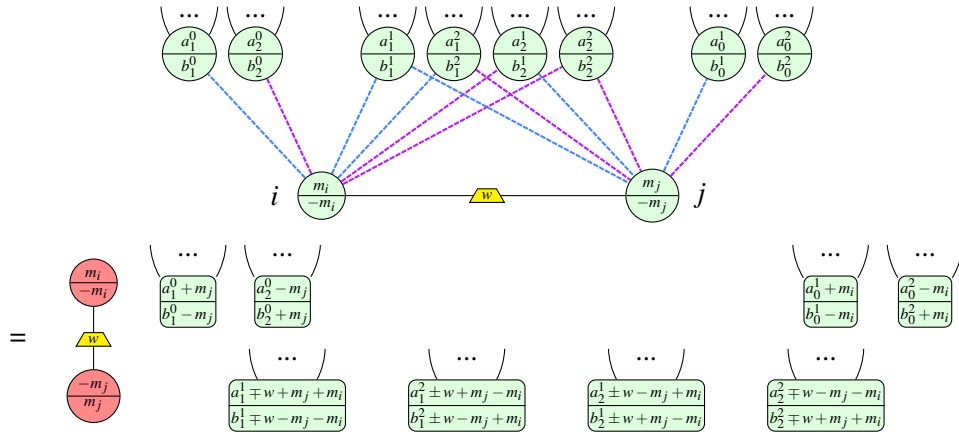 ... ... ... ... ... ... ... ...
a_1^0 a_2^0 a_1^1 a_1^2 a_2^1 a_2^2 a_0^1 a_0^2
b_1^0 b_2^0 b_1^1 b_1^2 b_2^1 b_2^2 b_0^1 b_0^2
m_i m_j
i w j
−m_i −m_j
... ... ... ...
m_i a_1^0+m_j a_2^0−m_j a_0^1+m_i a_0^2−m_i
−m_i b_1^0−m_j b_2^0+m_j b_0^1−m_i b_0^2+m_i
= w
... ... ... ...
−m_j a_1^1∓w+m_j+m_i a_1^2±w+m_j−m_i a_2^1±w−m_j+m_i a_2^2∓w−m_j−m_i
m_j b_1^1∓w−m_j−m_i b_1^2±w−m_j+m_i b_2^1±w+m_j−m_i b_2^2∓w+m_j+m_i